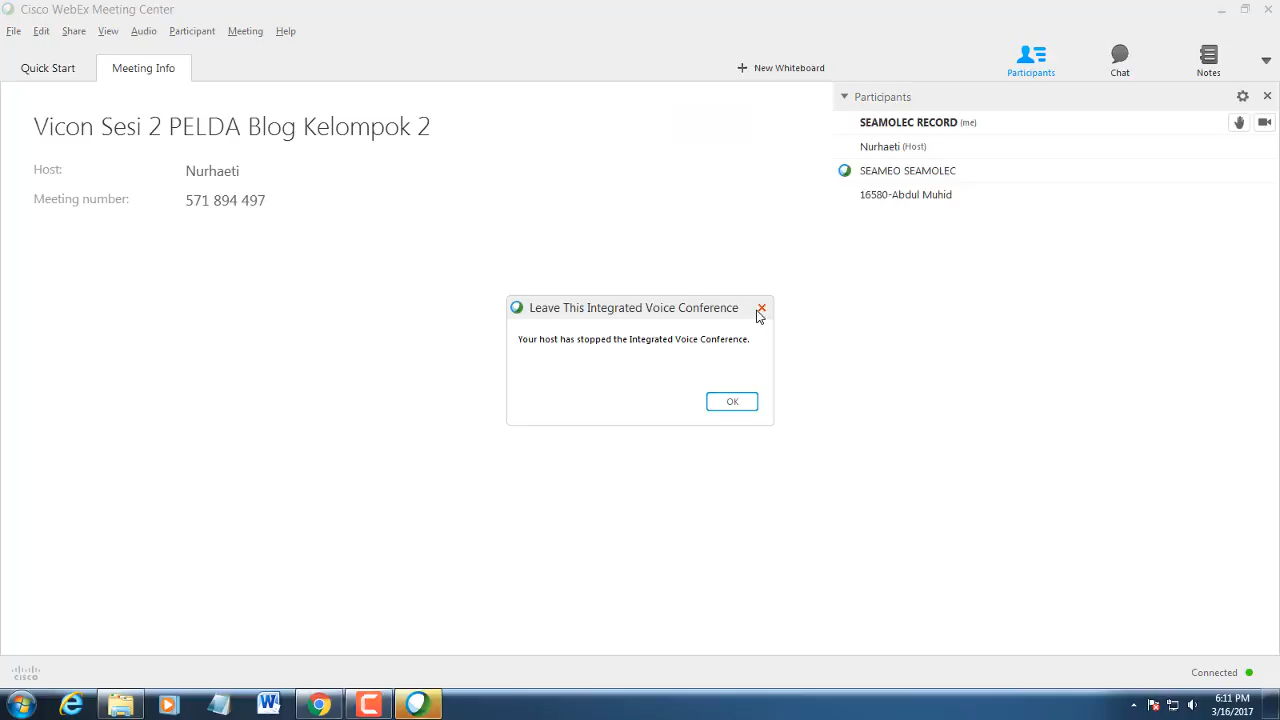 Cisco WebEx Meeting Center
File Edit Share View Audio Participant Meeting Help
Quick Start Meeting Info
New Whiteboard
Participants Chat Notes
Vicon Sesi 2 PELDA Blog Kelompok 2
Host: Nurhaeti
Meeting number: 571 894 497
Participants
SEAMOLEC RECORD (me)
Nurhaeti (Host)
SEAMEO SEAMOLEC
16580-Abdul Muhid
Leave This Integrated Voice Conference
Your host has stopped the Integrated Voice Conference.
OK
cisco
Connected
6:11 PM
3/16/2017